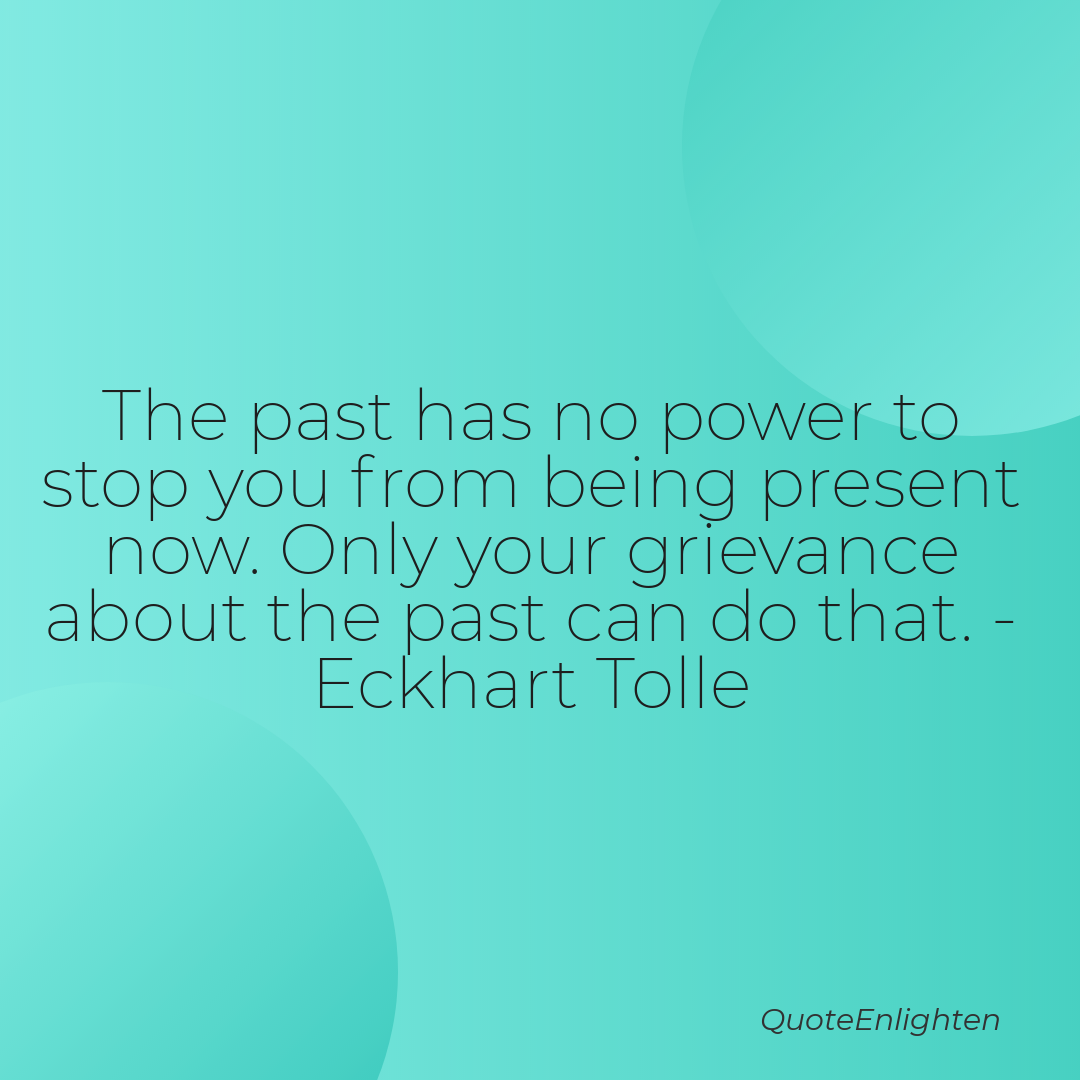 The past has no power to
stop you from being present
now. Only your grievance
about the past can do that. -
Eckhart Tolle
QuoteEnlighten